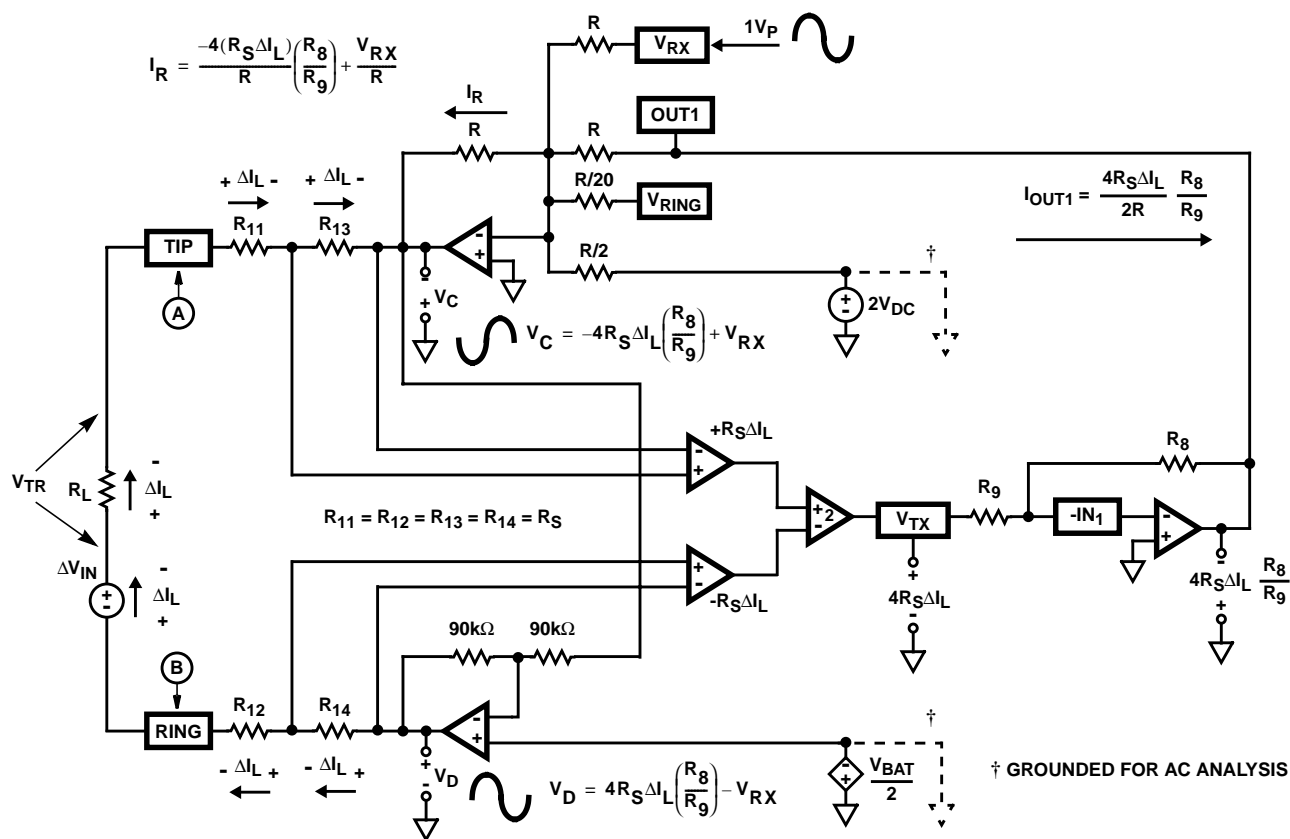 I_R = -4(R_SΔI_L)/R (R_8/R_9) + V_RX/R
R
V_RX
1V_P
I_R
R
R
OUT1
R/20
V_RING
I_OUT1 = 4R_SΔI_L/2R R_8/R_9
+ ΔI_L -
+ ΔI_L -
R_11
R_13
TIP
A
-
+
R/2
†
+
-
2V_DC
-
+ V_C
V_C = -4R_SΔI_L(R_8/R_9) + V_RX
V_TR
R_L
-
ΔI_L
+
+R_SΔI_L
-
+
R_8
R_9
R_11 = R_12 = R_13 = R_14 = R_S
+2
-
V_TX
-IN_1
-
+
ΔV_IN
+
-
-
ΔI_L
+
+
-
-R_SΔI_L
+
4R_SΔI_L
-
-
4R_SΔI_L R_8/R_9
+
90kΩ
90kΩ
B
RING
R_12
R_14
-
+
†
- ΔI_L +
- ΔI_L +
+
V_D
-
V_D = 4R_SΔI_L(R_8/R_9) - V_RX
-
+
V_BAT/2
† GROUNDED FOR AC ANALYSIS